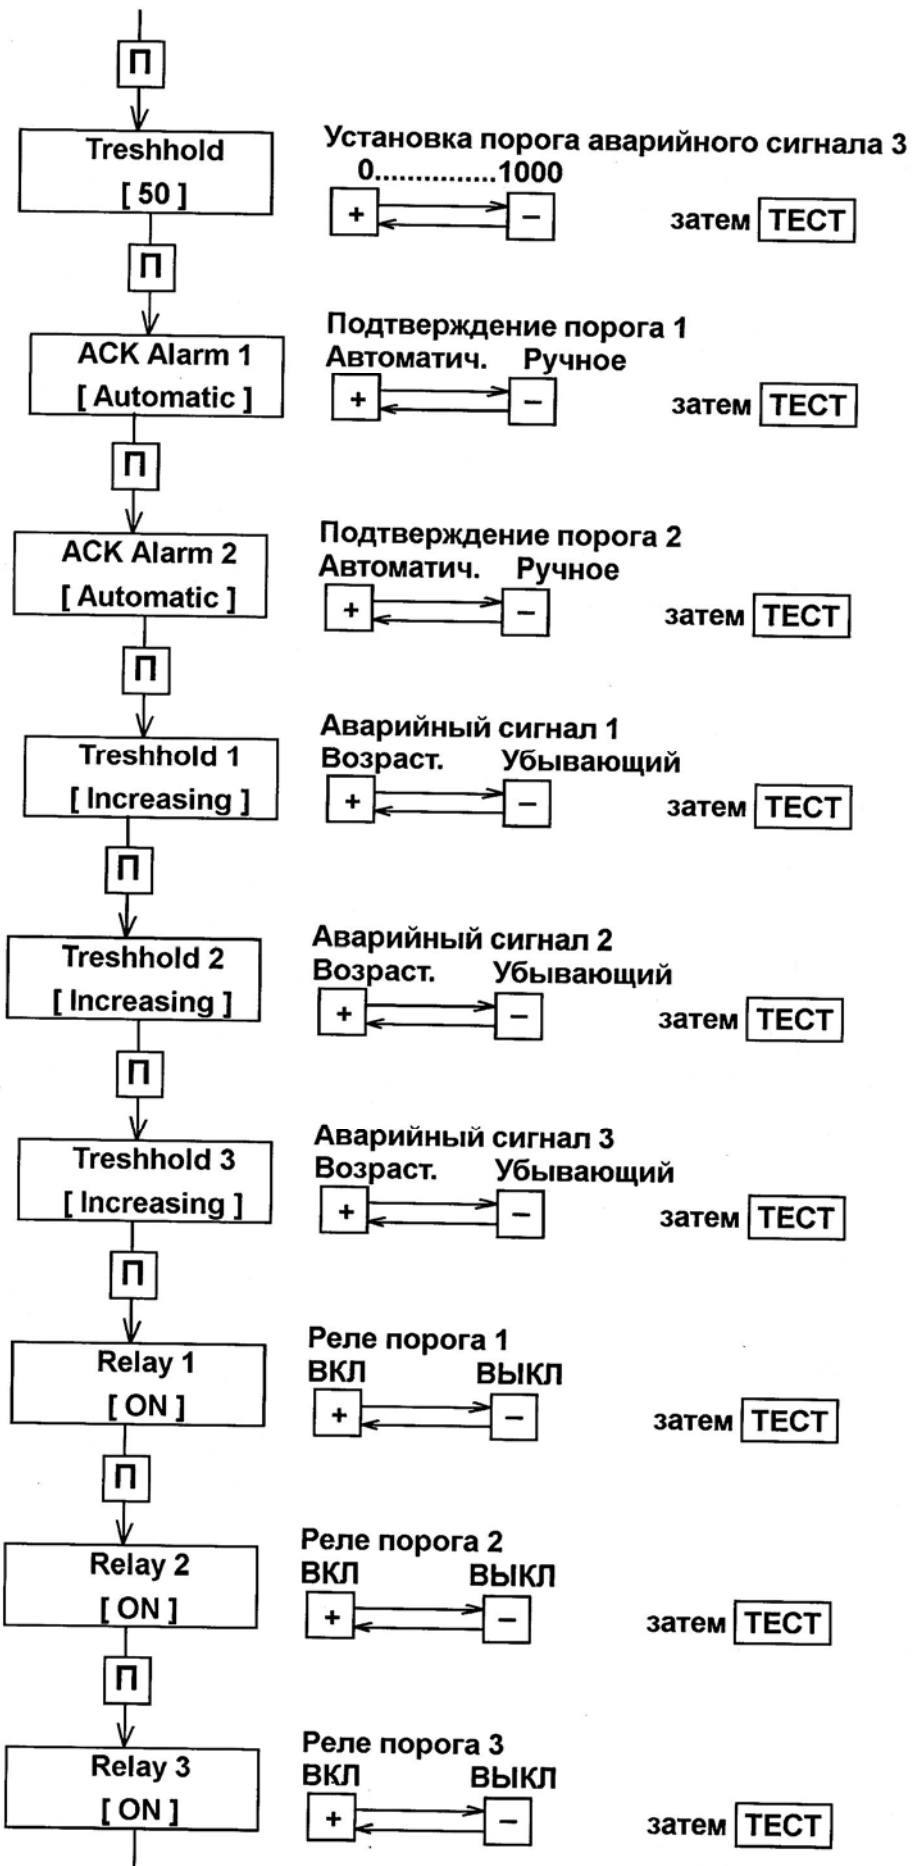 П
Treshhold
[ 50 ]
Установка порога аварийного сигнала 3
0...............1000
+ – затем ТЕСТ
П
ACK Alarm 1
[ Automatic ]
Подтверждение порога 1
Автоматич. Ручное
+ – затем ТЕСТ
П
ACK Alarm 2
[ Automatic ]
Подтверждение порога 2
Автоматич. Ручное
+ – затем ТЕСТ
П
Treshhold 1
[ Increasing ]
Аварийный сигнал 1
Возраст. Убывающий
+ – затем ТЕСТ
П
Treshhold 2
[ Increasing ]
Аварийный сигнал 2
Возраст. Убывающий
+ – затем ТЕСТ
П
Treshhold 3
[ Increasing ]
Аварийный сигнал 3
Возраст. Убывающий
+ – затем ТЕСТ
П
Relay 1
[ ON ]
Реле порога 1
ВКЛ ВЫКЛ
+ – затем ТЕСТ
П
Relay 2
[ ON ]
Реле порога 2
ВКЛ ВЫКЛ
+ – затем ТЕСТ
П
Relay 3
[ ON ]
Реле порога 3
ВКЛ ВЫКЛ
+ – затем ТЕСТ